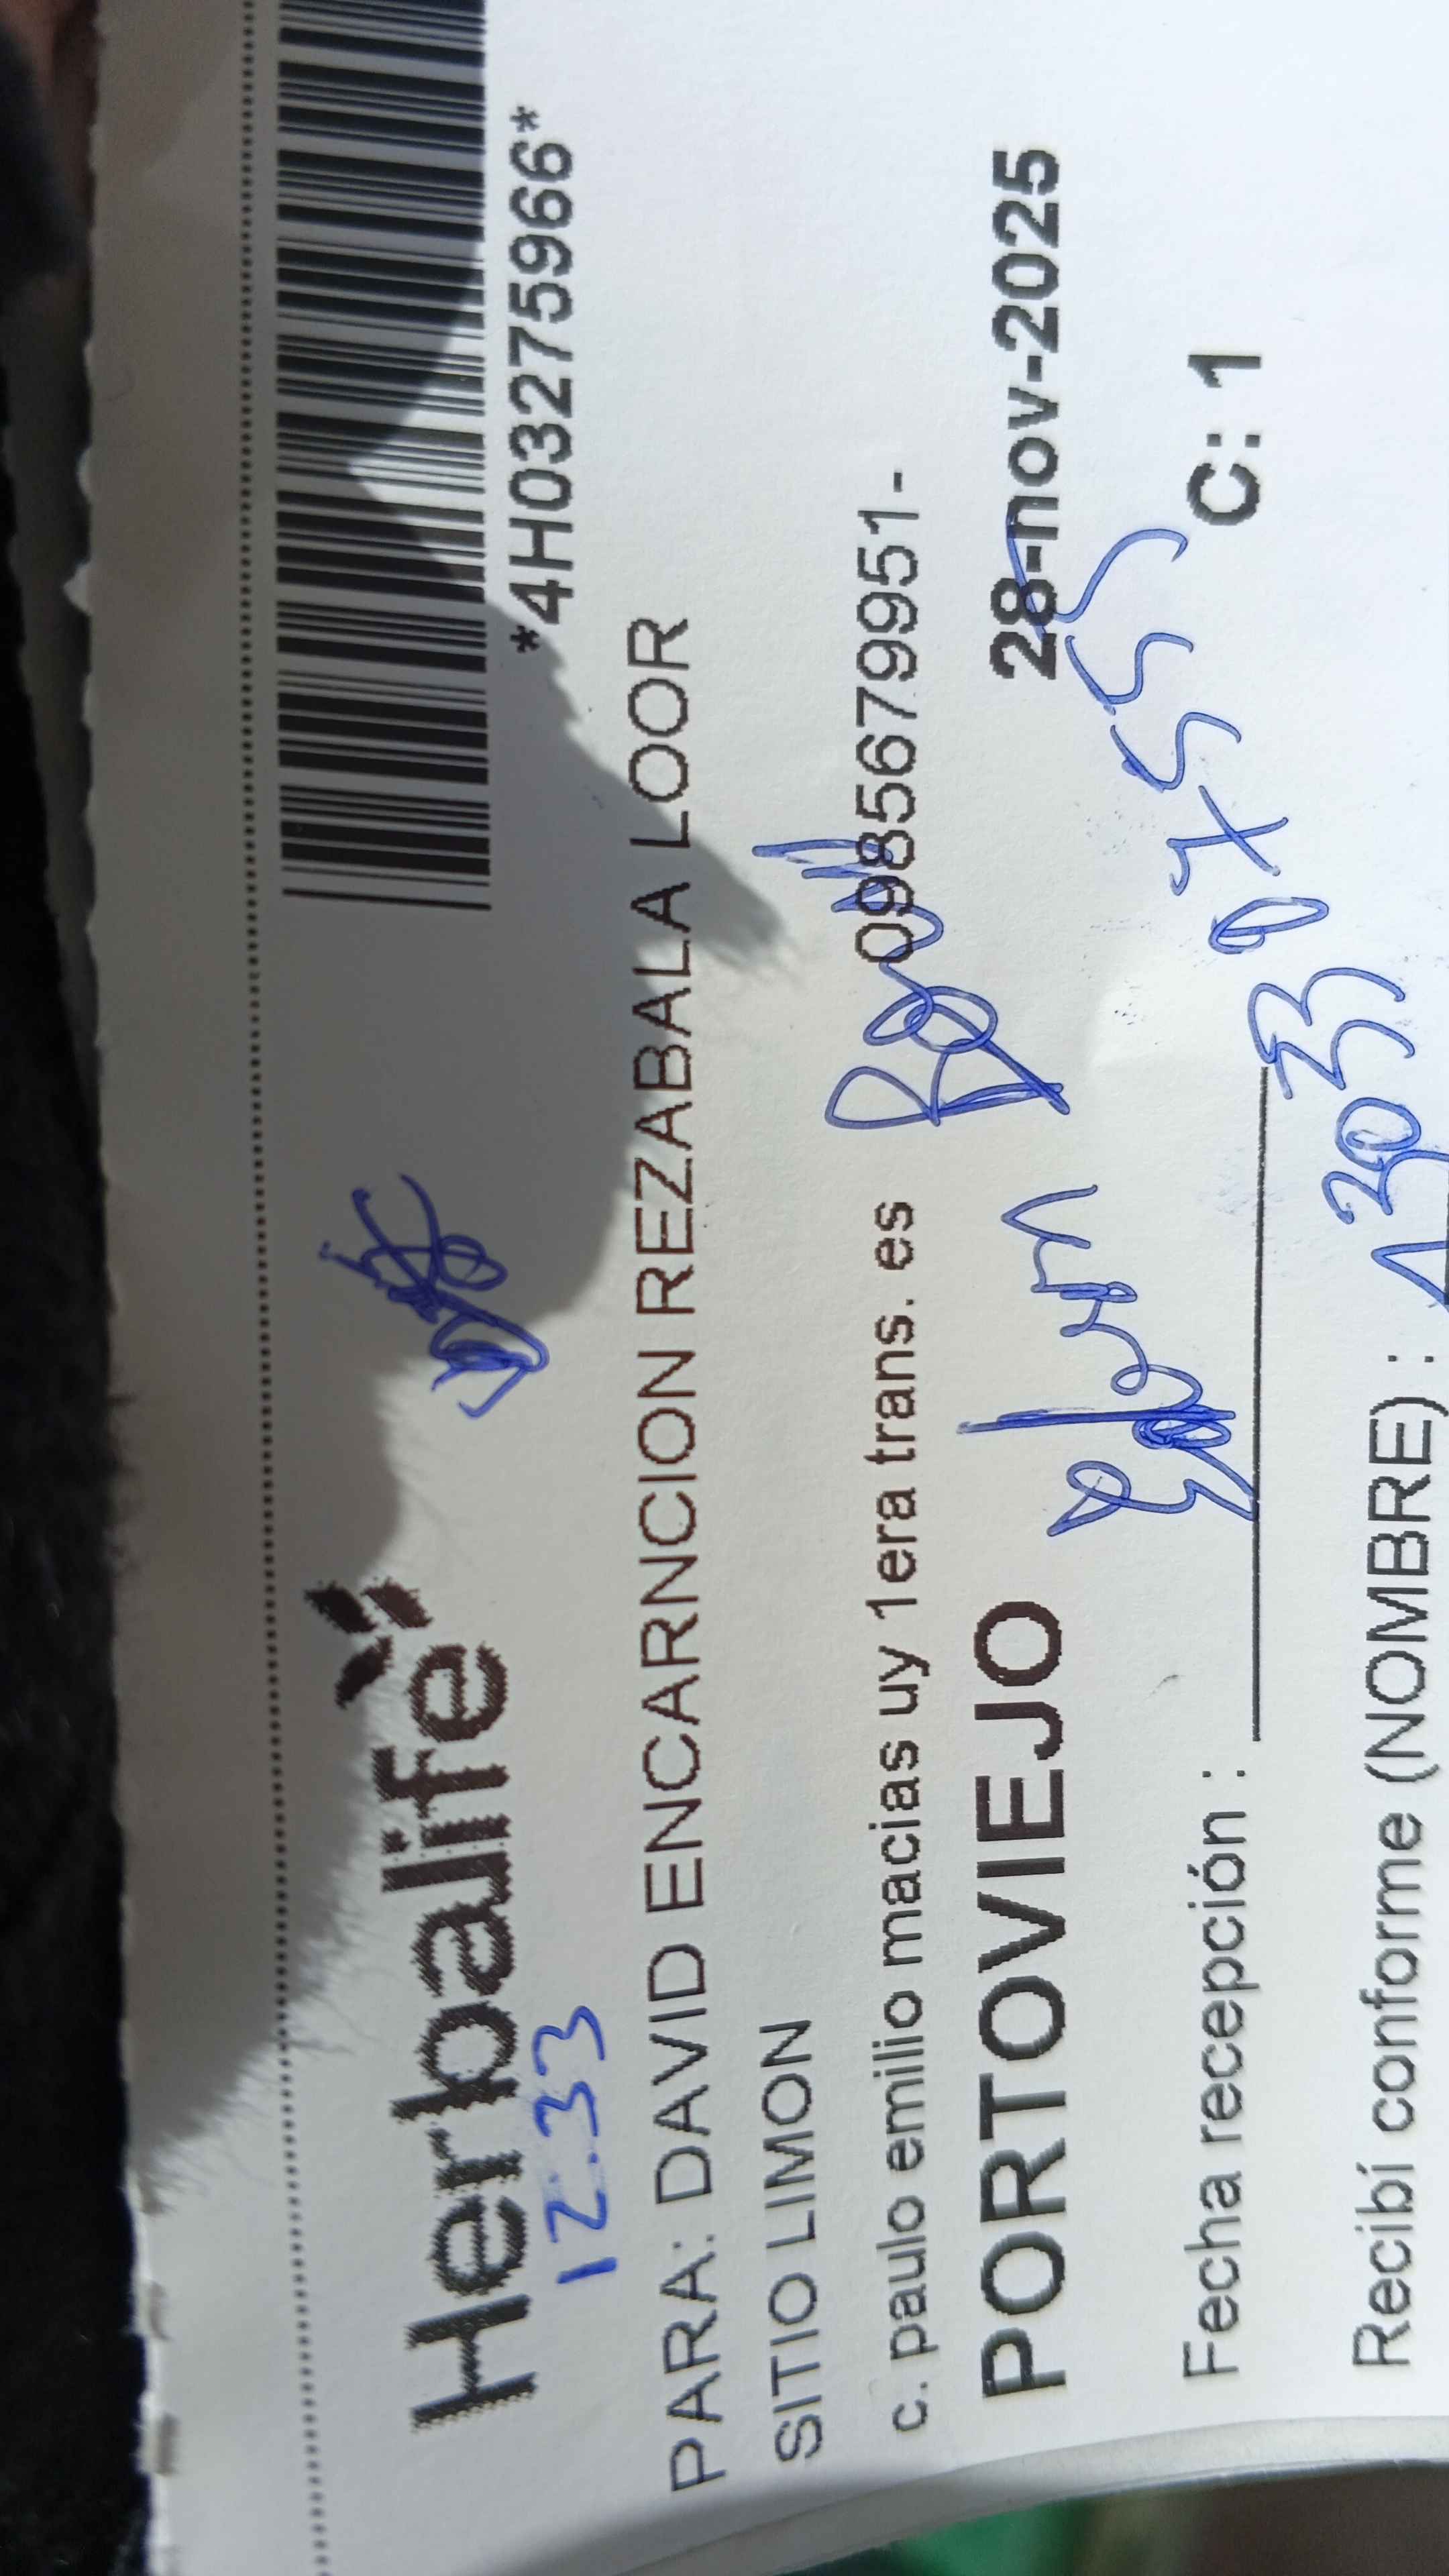 *4H03275966*
Herbalife
12:33
PARA: DAVID ENCARNCION REZABALA LOOR
SITIO LIMON
c. paulo emilio macias uy 1era trans. es 0985679951-
PORTOVIEJO 28-nov-2025
Fecha recepción : C: 1
Recibí conforme (NOMBRE) :